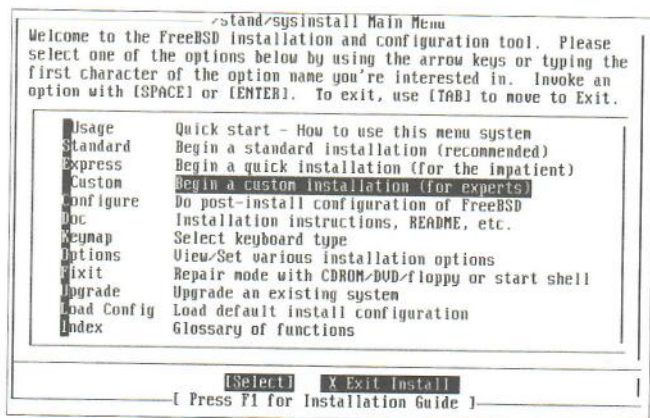 /stand/sysinstall Main Menu
Welcome to the FreeBSD installation and configuration tool. Please
select one of the options below by using the arrow keys or typing the
first character of the option name you're interested in. Invoke an
option with [SPACE] or [ENTER]. To exit, use [TAB] to move to Exit.
Usage Quick start - How to use this menu system
Standard Begin a standard installation (recommended)
Express Begin a quick installation (for the impatient)
Custom Begin a custom installation (for experts)
Configure Do post-install configuration of FreeBSD
Doc Installation instructions, README, etc.
Keymap Select keyboard type
Options View/Set various installation options
Fixit Repair mode with CDROM/DVD/floppy or start shell
Upgrade Upgrade an existing system
Load Config Load default install configuration
Index Glossary of functions
[Select] X Exit Install
[ Press F1 for Installation Guide ]